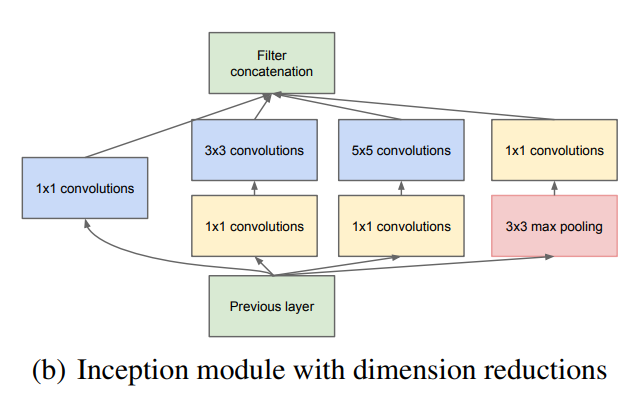 Filter
concatenation
3x3 convolutions
5x5 convolutions
1x1 convolutions
1x1 convolutions
1x1 convolutions
1x1 convolutions
3x3 max pooling
Previous layer
(b) Inception module with dimension reductions